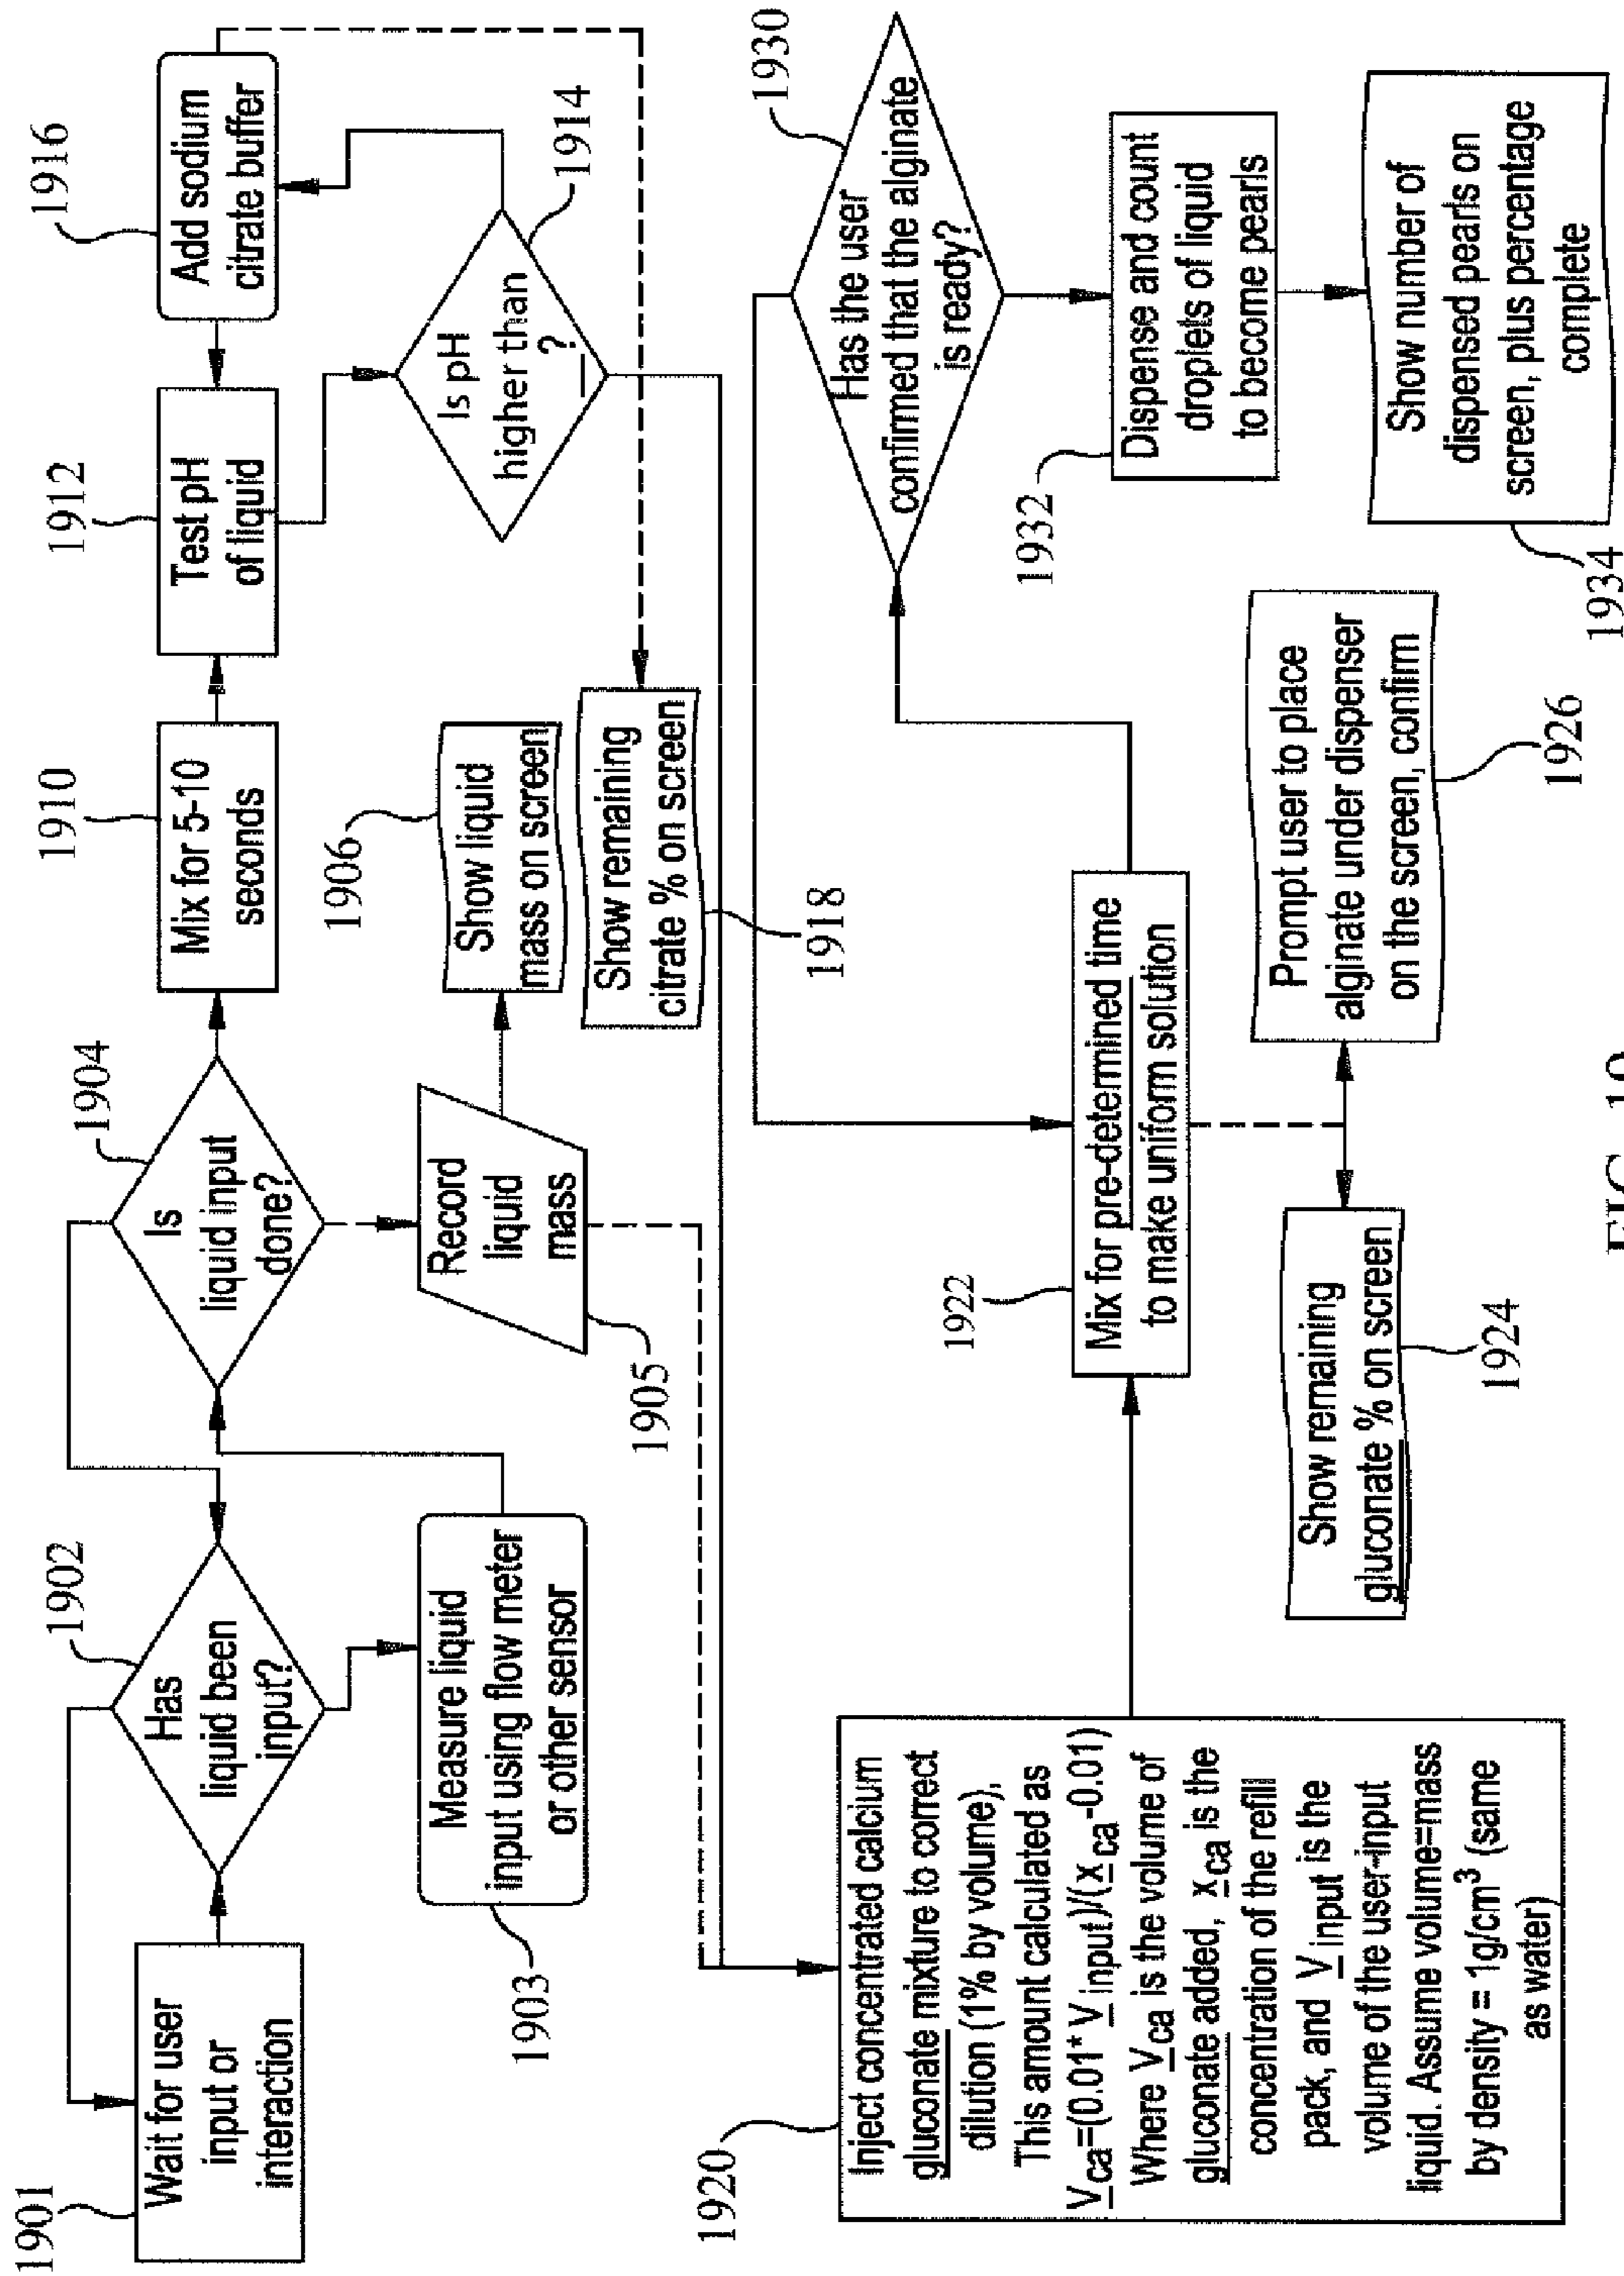 1901
Wait for user
input or
interaction
1902
Has
liquid been
input?
1903
Measure liquid
input using flow meter
or other sensor
1904
Is
liquid input
done?
1905
Record
liquid
mass
1906
Show liquid
mass on screen
1910
Mix for 5-10
seconds
1912
Test pH
of liquid
1914
Is pH
higher than
_?
1916
Add sodium
citrate buffer
Show remaining
citrate % on screen
1918
1920
Inject concentrated calcium
gluconate mixture to correct
dilution (1% by volume),
This amount calculated as
V_ca=(0.01* V_input)/(x_ca-0.01)
Where V_ca is the volume of
gluconate added, x_ca is the
concentration of the refill
pack, and V_input is the
volume of the user-input
liquid. Assume volume=mass
by density = 1g/cm³ (same
as water)
1922
Mix for pre-determined time
to make uniform solution
Show remaining
gluconate % on screen
1924
Prompt user to place
alginate under dispenser
on the screen, confirm
1926
1930
Has the user
confirmed that the alginate
is ready?
1932
Dispense and count
droplets of liquid
to become pearls
Show number of
dispensed pearls on
screen, plus percentage
complete
1934